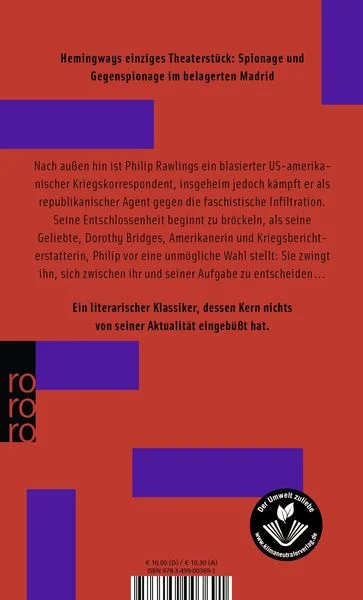 Hemingways einziges Theaterstück: Spionage und
Gegenspionage im belagerten Madrid
Nach außen hin ist Philip Rawlings ein blasierter US-amerika-
nischer Kriegskorrespondent, insgeheim jedoch kämpft er als
republikanischer Agent gegen die faschistische Infiltration.
Seine Entschlossenheit beginnt zu bröckeln, als seine
Geliebte, Dorothy Bridges, Amerikanerin und Kriegsbericht-
erstatterin, Philip vor eine unmögliche Wahl stellt: Sie zwingt
ihn, sich zwischen ihr und seiner Aufgabe zu entscheiden ...
Ein literarischer Klassiker, dessen Kern nichts
von seiner Aktualität eingebüßt hat.
ro
ro
ro
Der Umwelt zuliebe
www.klimaneutralerverlag.de
€ 10.00 (D) / € 10,30 (A)
ISBN 978-3-499-00369-1